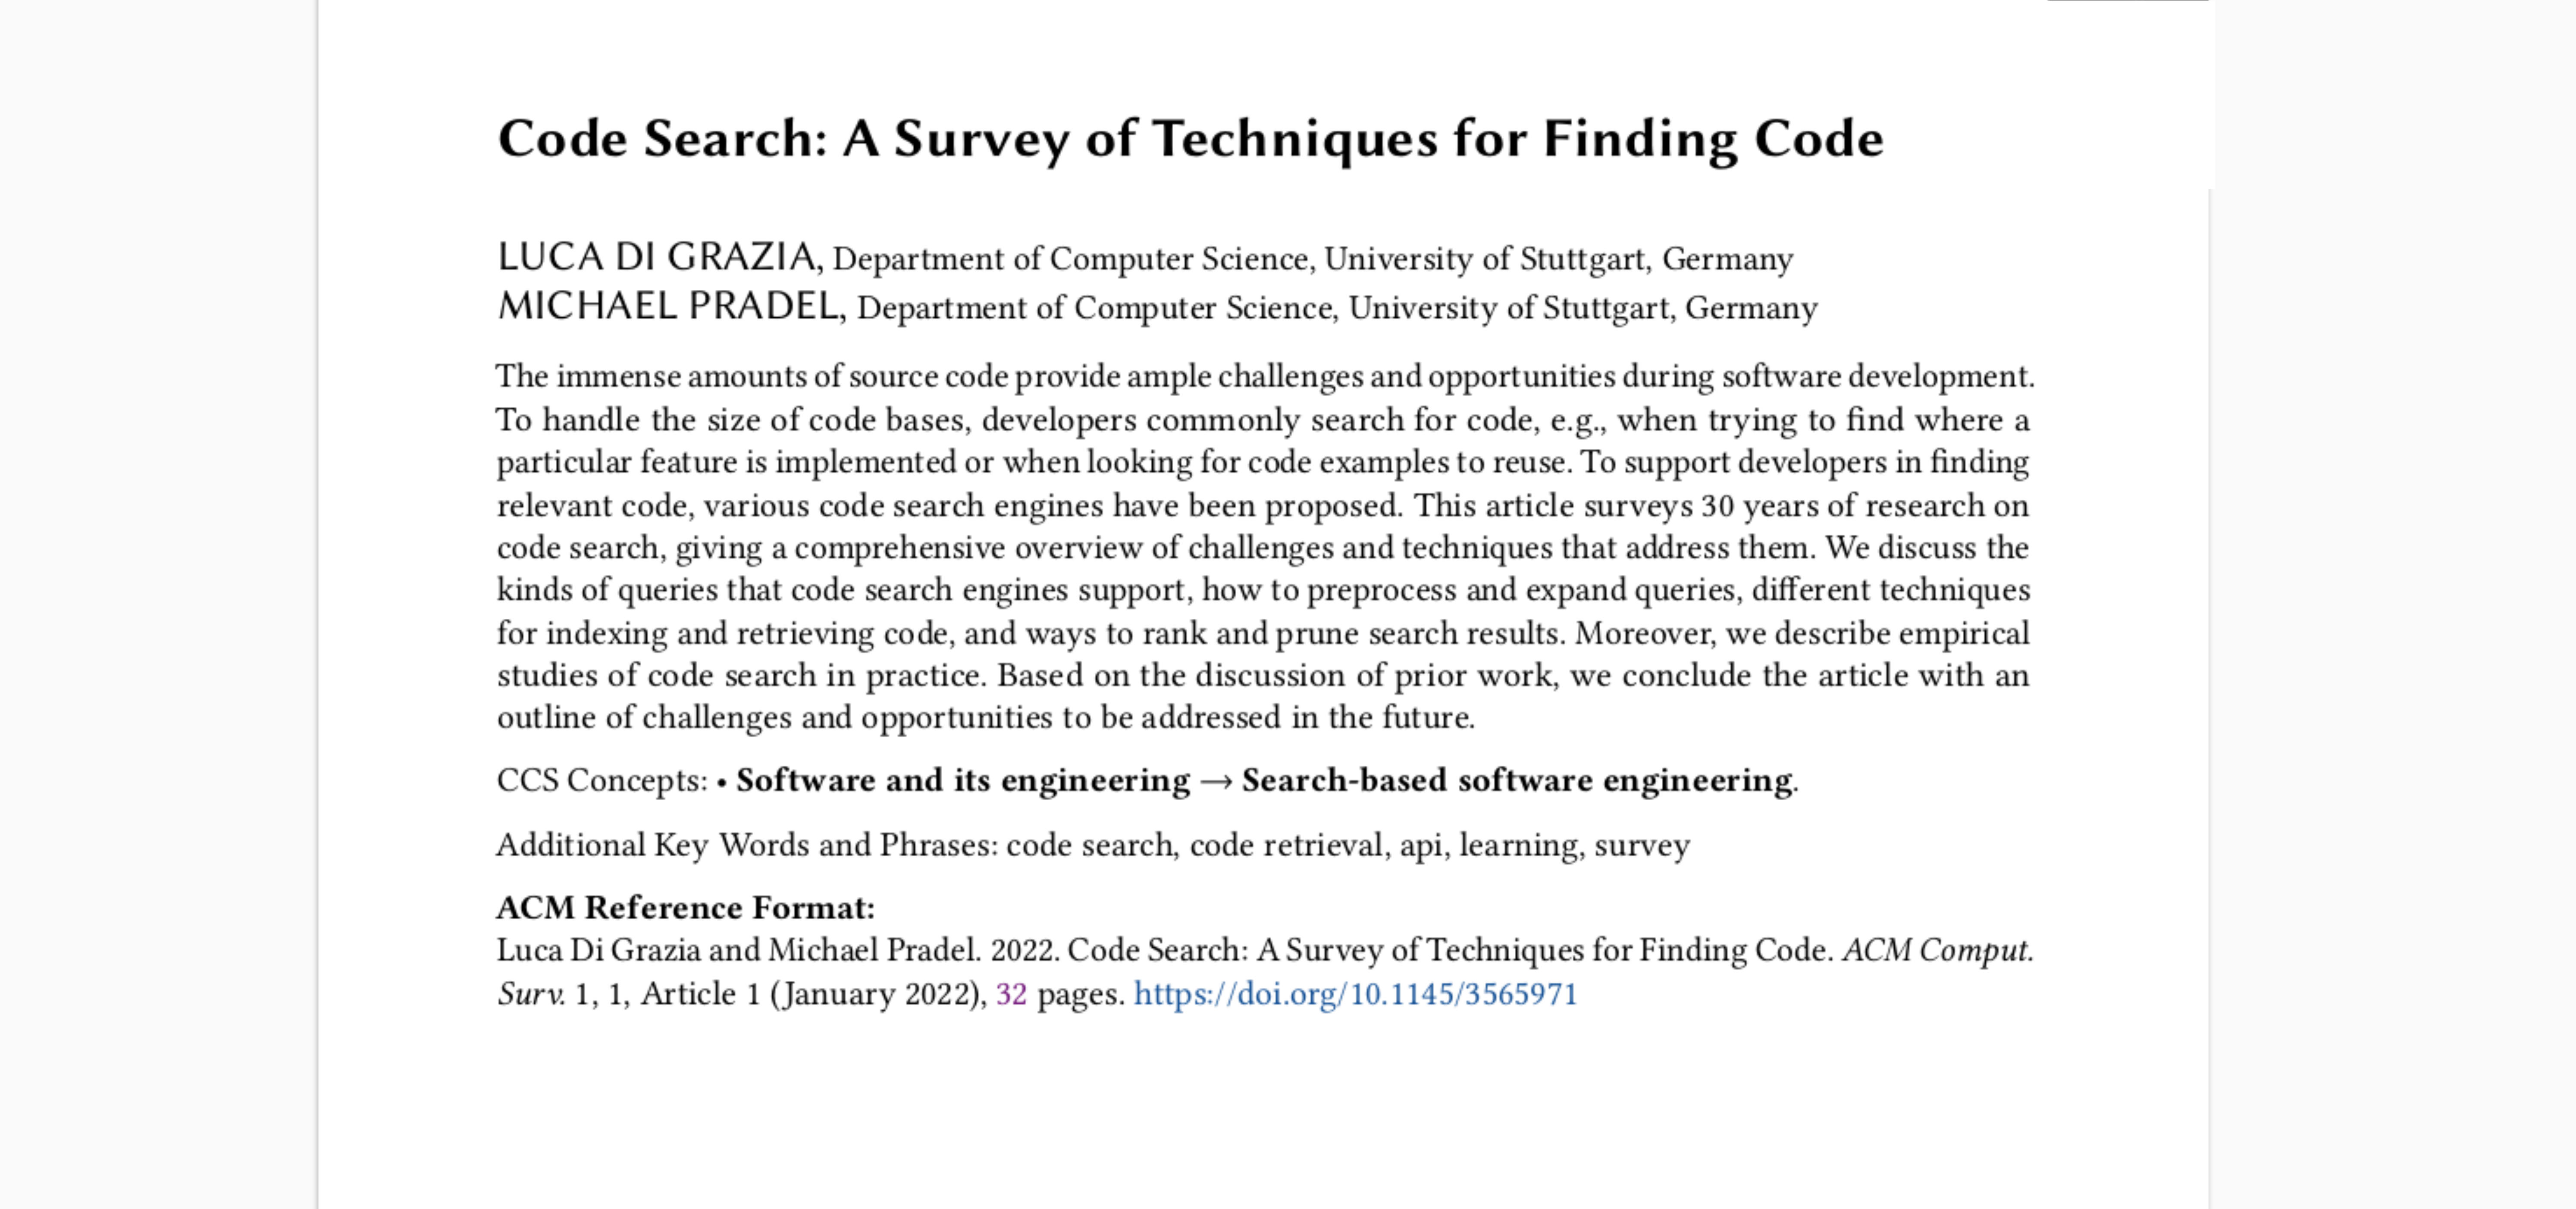 Code Search: A Survey of Techniques for Finding Code
LUCA DI GRAZIA, Department of Computer Science, University of Stuttgart, Germany
MICHAEL PRADEL, Department of Computer Science, University of Stuttgart, Germany
The immense amounts of source code provide ample challenges and opportunities during software development.
To handle the size of code bases, developers commonly search for code, e.g., when trying to find where a
particular feature is implemented or when looking for code examples to reuse. To support developers in finding
relevant code, various code search engines have been proposed. This article surveys 30 years of research on
code search, giving a comprehensive overview of challenges and techniques that address them. We discuss the
kinds of queries that code search engines support, how to preprocess and expand queries, different techniques
for indexing and retrieving code, and ways to rank and prune search results. Moreover, we describe empirical
studies of code search in practice. Based on the discussion of prior work, we conclude the article with an
outline of challenges and opportunities to be addressed in the future.
CCS Concepts: • Software and its engineering → Search-based software engineering.
Additional Key Words and Phrases: code search, code retrieval, api, learning, survey
ACM Reference Format:
Luca Di Grazia and Michael Pradel. 2022. Code Search: A Survey of Techniques for Finding Code. ACM Comput.
Surv. 1, 1, Article 1 (January 2022), 32 pages. https://doi.org/10.1145/3565971